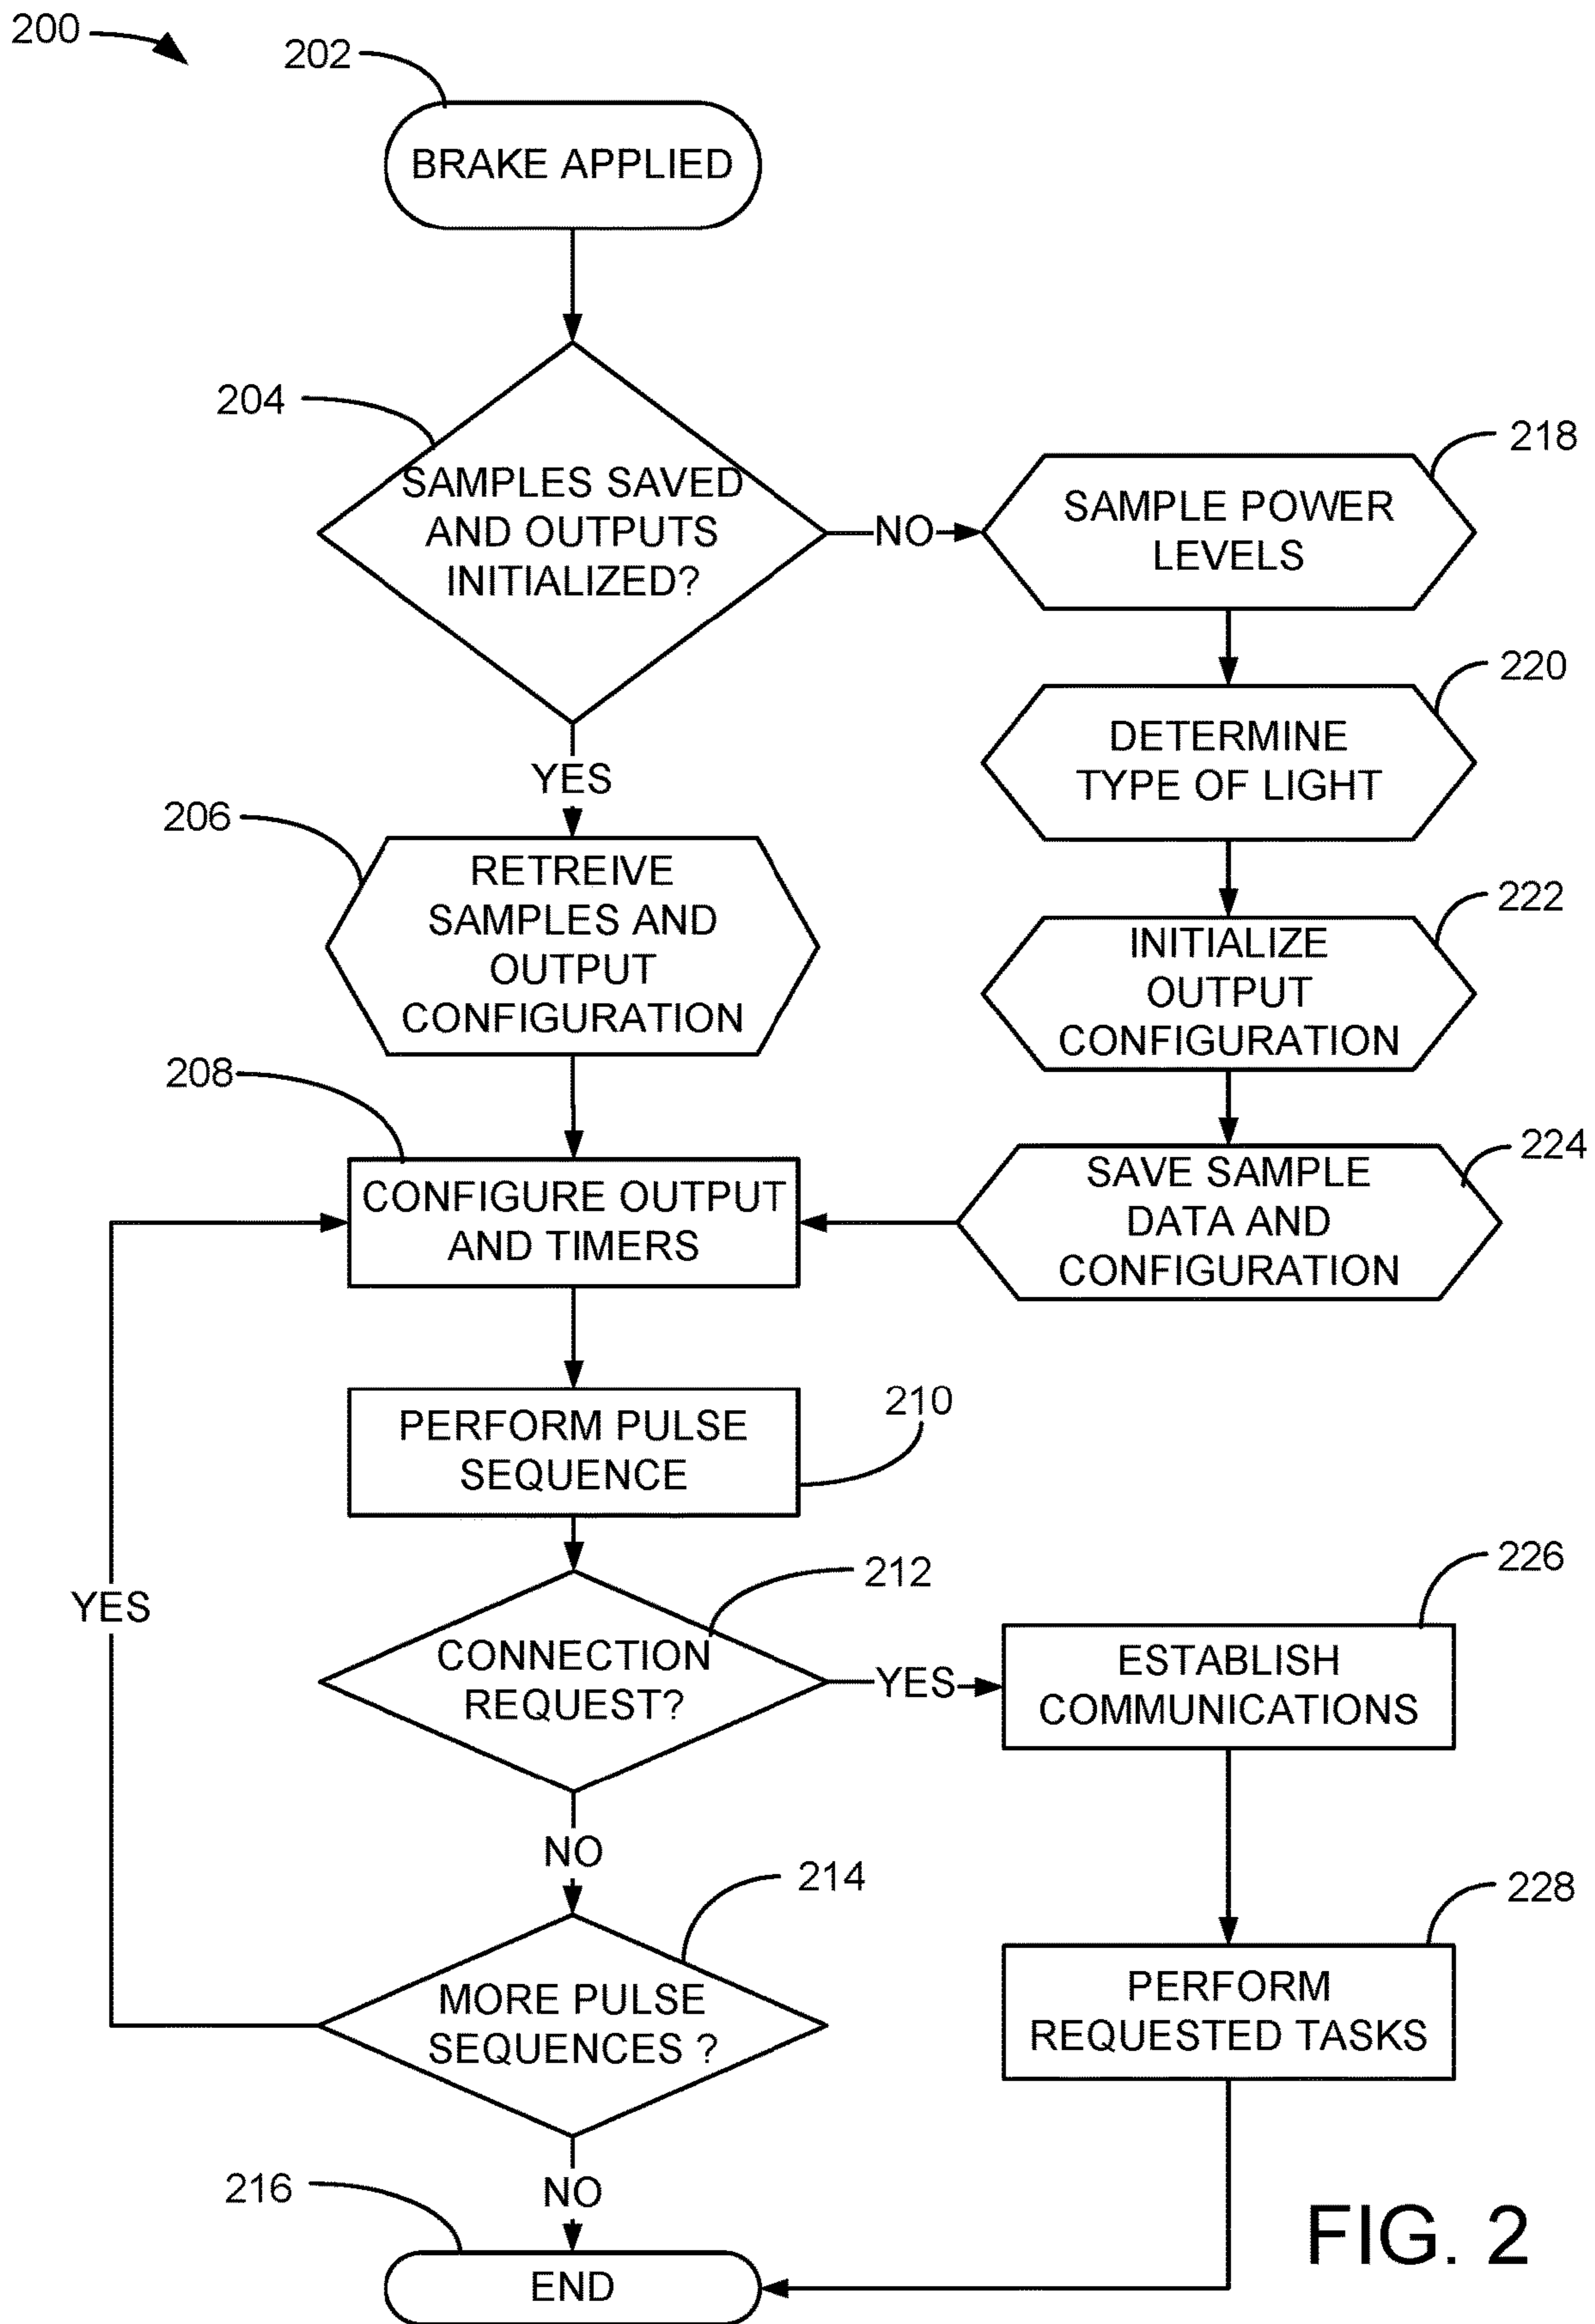 200
202
BRAKE APPLIED
204
SAMPLES SAVED
AND OUTPUTS
INITIALIZED?
NO
218
SAMPLE POWER
LEVELS
220
DETERMINE
TYPE OF LIGHT
YES
206
RETREIVE
SAMPLES AND
OUTPUT
CONFIGURATION
222
INITIALIZE
OUTPUT
CONFIGURATION
208
CONFIGURE OUTPUT
AND TIMERS
224
SAVE SAMPLE
DATA AND
CONFIGURATION
210
PERFORM PULSE
SEQUENCE
212
CONNECTION
REQUEST?
YES
226
ESTABLISH
COMMUNICATIONS
YES
NO
214
MORE PULSE
SEQUENCES ?
228
PERFORM
REQUESTED TASKS
NO
216
END
FIG. 2